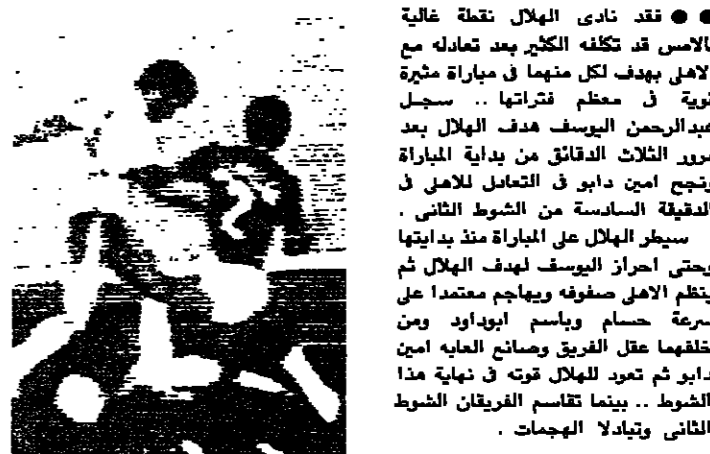 ● ● فقد نادى الهلال نقطة غالية
بالامس قد تكلفه الكثير بعد تعادله مع
الاهلى بهدف لكل منهما فى مباراة مثيرة
قوية فى معظم فتراتها .. سجل
عبدالرحمن اليوسف هدف الهلال بعد
مرور الثلاث الدقائق من بداية المباراة
ونجح امين دابو فى التعادل للاهلى فى
الدقيقة السادسة من الشوط الثانى .
سيطر الهلال على المباراة منذ بدايتها
وحتى احراز اليوسف لهدف الهلال ثم
ينظم الاهلى صفوفه ويهاجم معتمدا على
سرعة حسام وباسم ابوداود ومن
خلفهما عقل الفريق وصانع العابه امين
دابو ثم تعود للهلال قوته فى نهاية هذا
الشوط .. بينما تقاسم الفريقان الشوط
الثانى وتبادلا الهجمات .